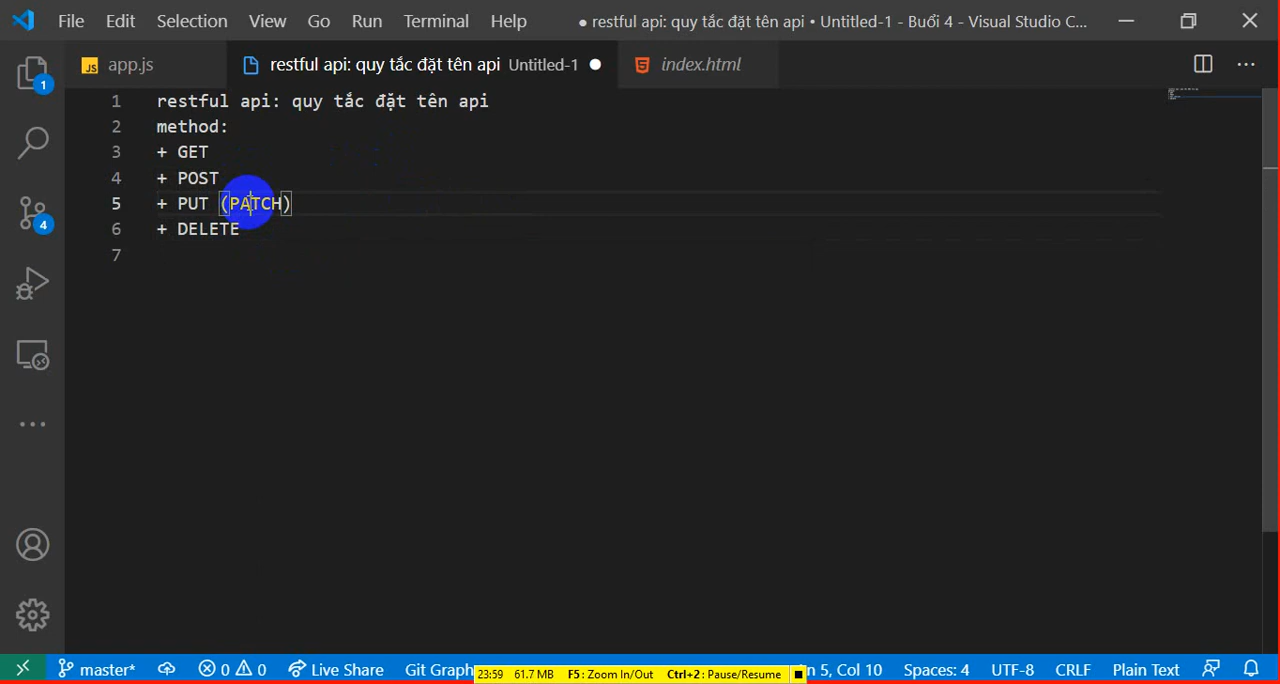 File Edit Selection View Go Run Terminal Help ● restful api: quy tắc đặt tên api • Untitled-1 - Buổi 4 - Visual Studio C...
JS app.js restful api: quy tắc đặt tên api Untitled-1 ● index.html
1 restful api: quy tắc đặt tên api
2 method:
3 + GET
4 + POST
5 + PUT (PATCH)
6 + DELETE
7
1
4
master* 0 0 Live Share Git Graph n 5, Col 10 Spaces: 4 UTF-8 CRLF Plain Text
23:59 61.7 MB F5: Zoom In/Out Ctrl+2: Pause/Resume